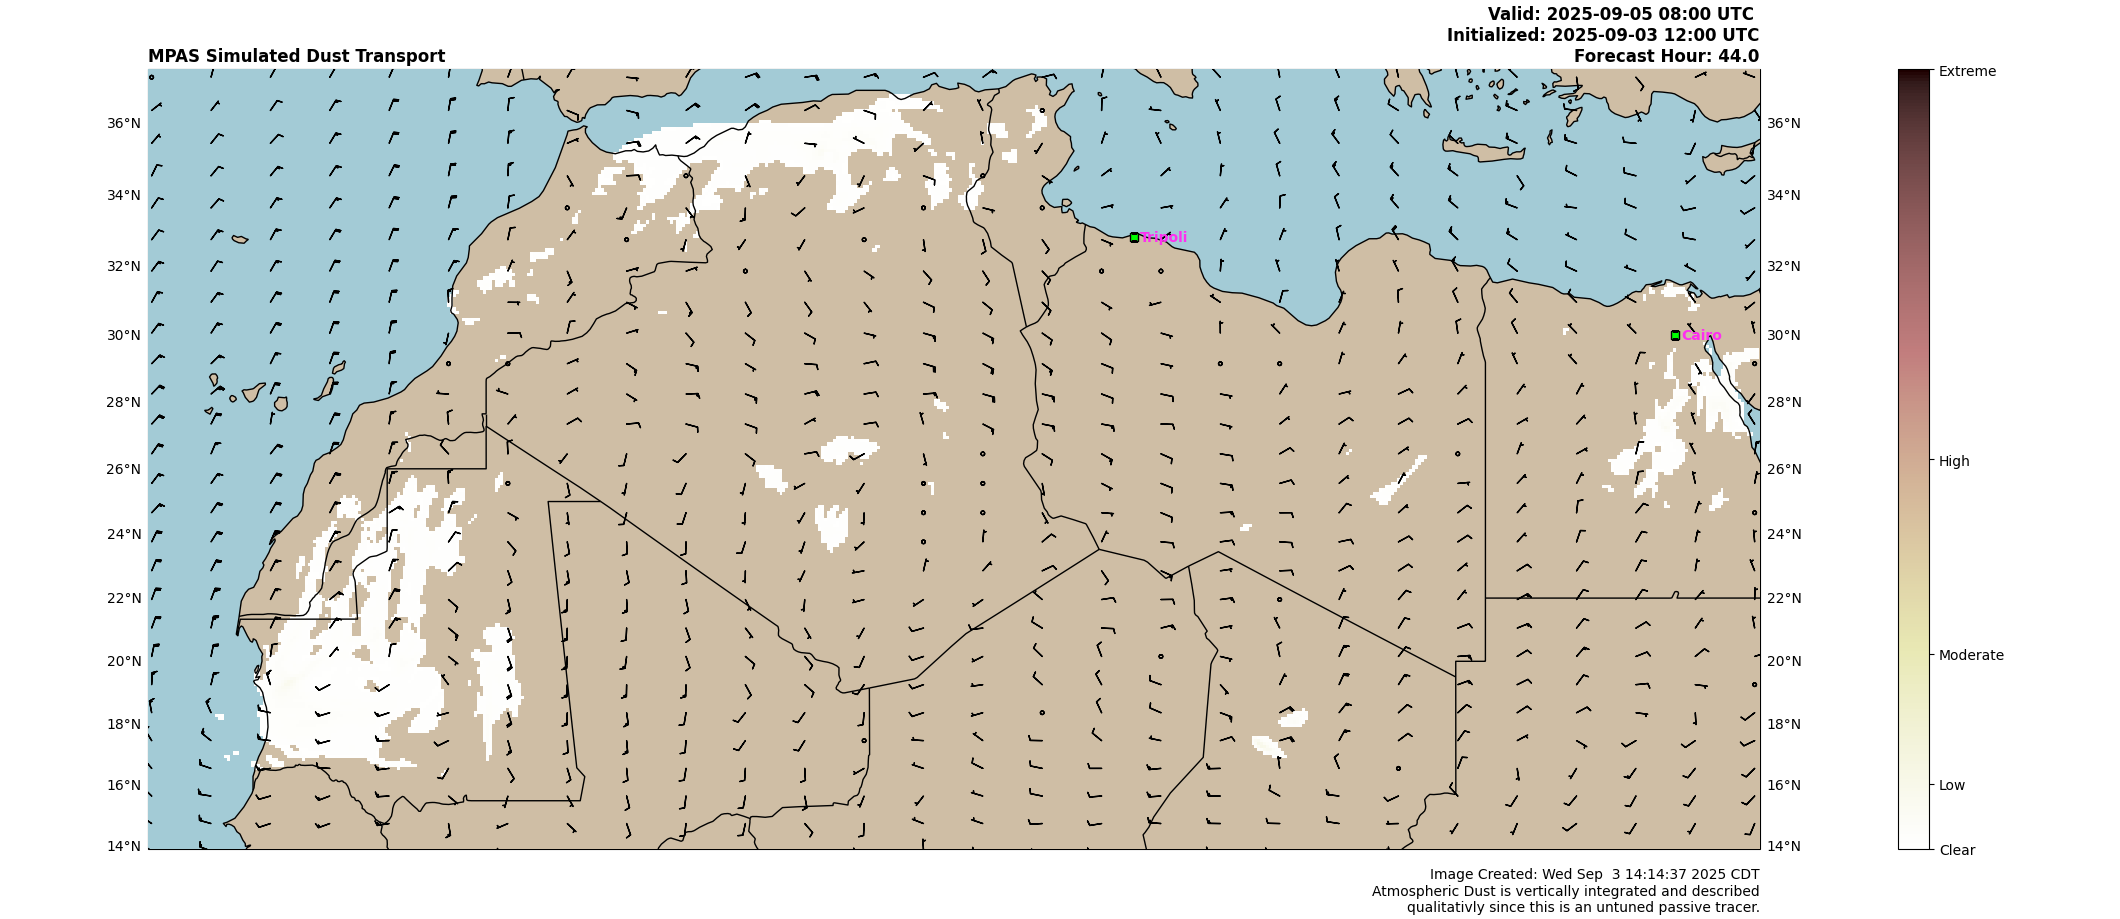 Valid: 2025-09-05 08:00 UTC
Initialized: 2025-09-03 12:00 UTC
MPAS Simulated Dust Transport
Forecast Hour: 44.0
Extreme
36°N
36°N
34°N
34°N
Tripoli
32°N
32°N
30°N
Cairo
30°N
28°N
28°N
26°N
26°N
High
24°N
24°N
22°N
22°N
20°N
20°N
Moderate
18°N
18°N
16°N
16°N
Low
14°N
14°N
Clear
Image Created: Wed Sep  3 14:14:37 2025 CDT
Atmospheric Dust is vertically integrated and described
qualitativly since this is an untuned passive tracer.